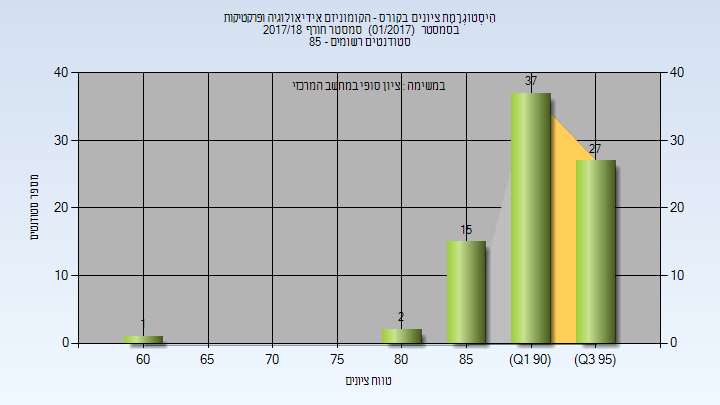 הִיסְטוֹגְרָמַת ציונים בקורס - הקומוניזם אידיאולוגיה ופרקטיקות
בסמסטר (01/2017) סמסטר חורף 2017/18
סטודנטים רשומים - 85
במשימה : ציון סופי במחשב המרכזי
40 40
30 30
20 20
10 10
0 0
1 2 15 37 27
60 65 70 75 80 85 (Q1 90) (Q3 95)
מספר סטודנטים
טווח ציונים